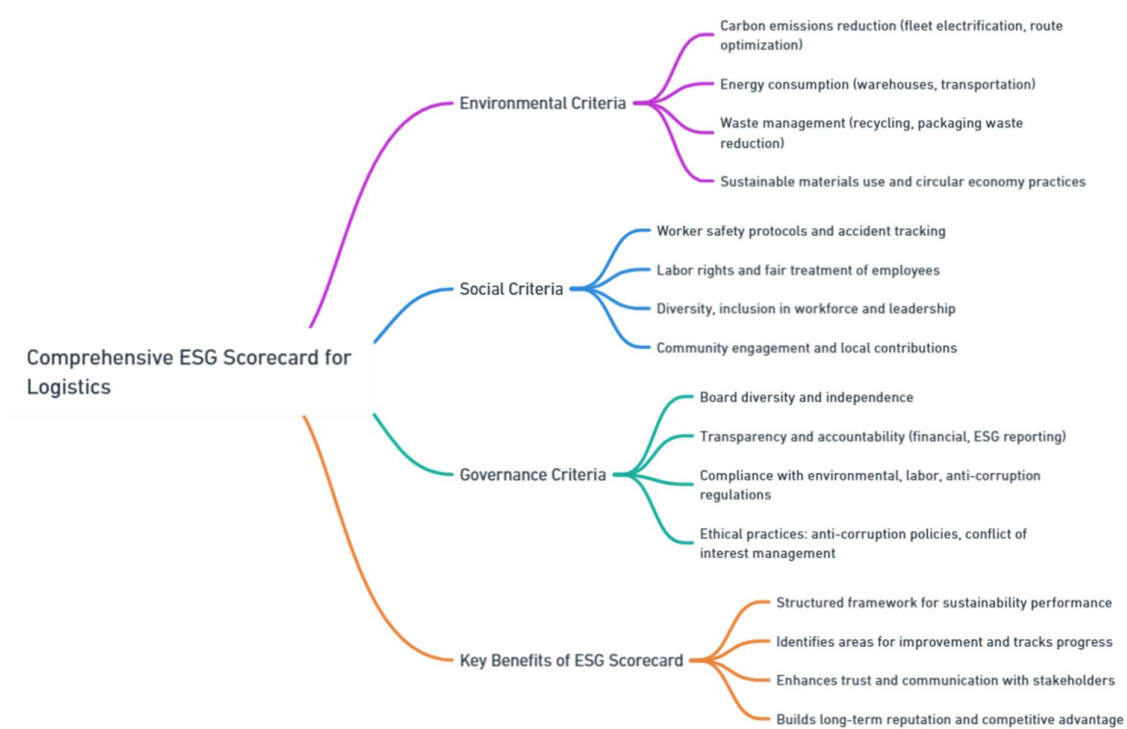 Comprehensive ESG Scorecard for
Logistics
Environmental Criteria
Carbon emissions reduction (fleet electrification, route
optimization)
Energy consumption (warehouses, transportation)
Waste management (recycling, packaging waste
reduction)
Sustainable materials use and circular economy practices
Social Criteria
Worker safety protocols and accident tracking
Labor rights and fair treatment of employees
Diversity, inclusion in workforce and leadership
Community engagement and local contributions
Governance Criteria
Board diversity and independence
Transparency and accountability (financial, ESG reporting)
Compliance with environmental, labor, anti-corruption
regulations
Ethical practices: anti-corruption policies, conflict of
interest management
Key Benefits of ESG Scorecard
Structured framework for sustainability performance
Identifies areas for improvement and tracks progress
Enhances trust and communication with stakeholders
Builds long-term reputation and competitive advantage